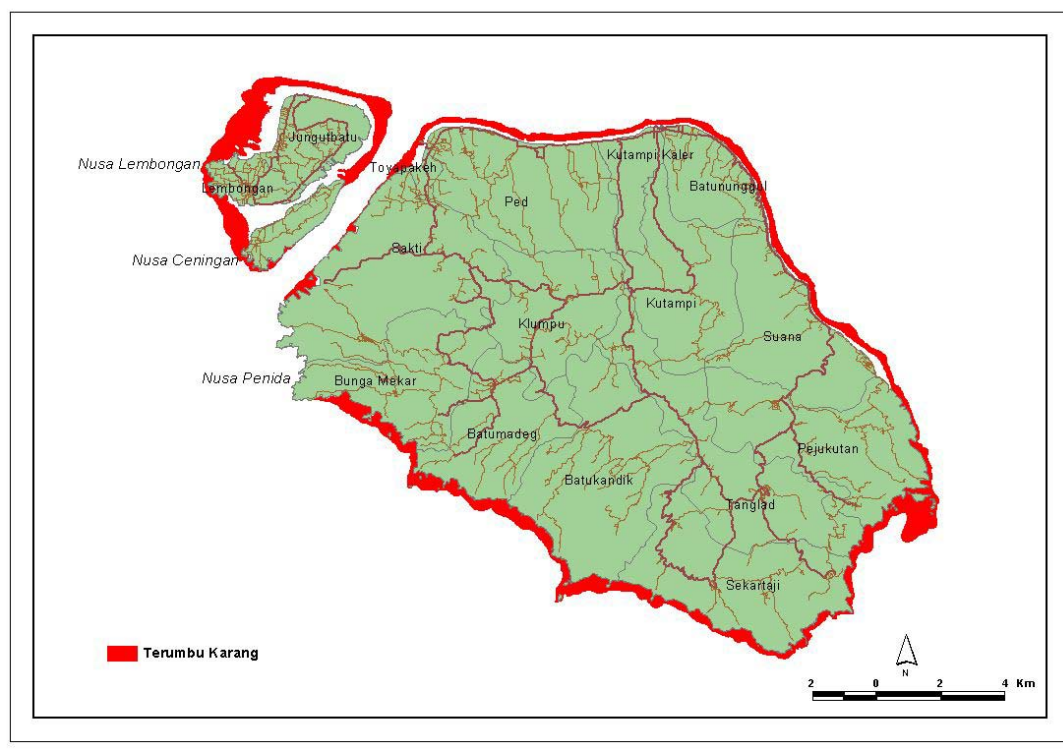 Jungutbatu
Nusa Lembongan
Lembongan
Toyapakeh
Kutampi Kaler
Batununggul
Ped
Nusa Ceningan
Sakti
Kutampi
Klumpu
Suana
Nusa Penida
Bunga Mekar
Batumadeg
Pejukutan
Batukandik
Tanglad
Sekartaji
Terumbu Karang
N
2 0 2 4 Km